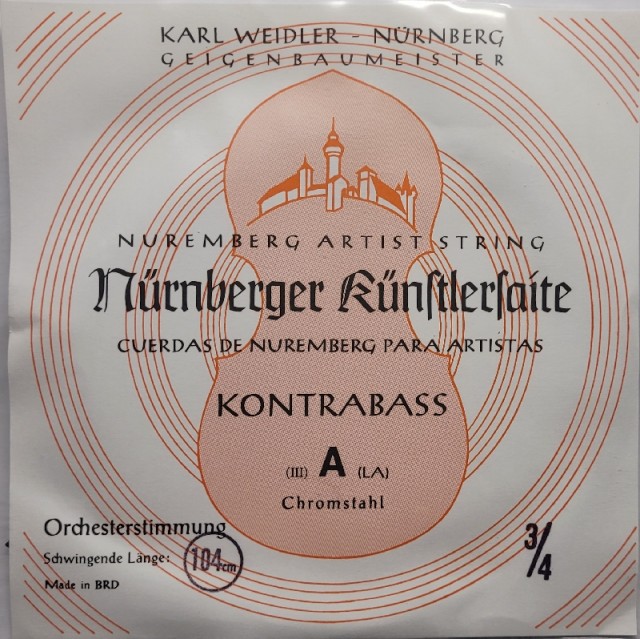 KARL WEIDLER - NÜRNBERG
GEIGENBAUMEISTER
NUREMBERG ARTIST STRING
Nürnberger Künſtlerſaite
CUERDAS DE NUREMBERG PARA ARTISTAS
KONTRABASS
(III) A (LA)
Chromstahl
Orchesterstimmung
Schwingende Länge: 104 cm
Made in BRD
3/4